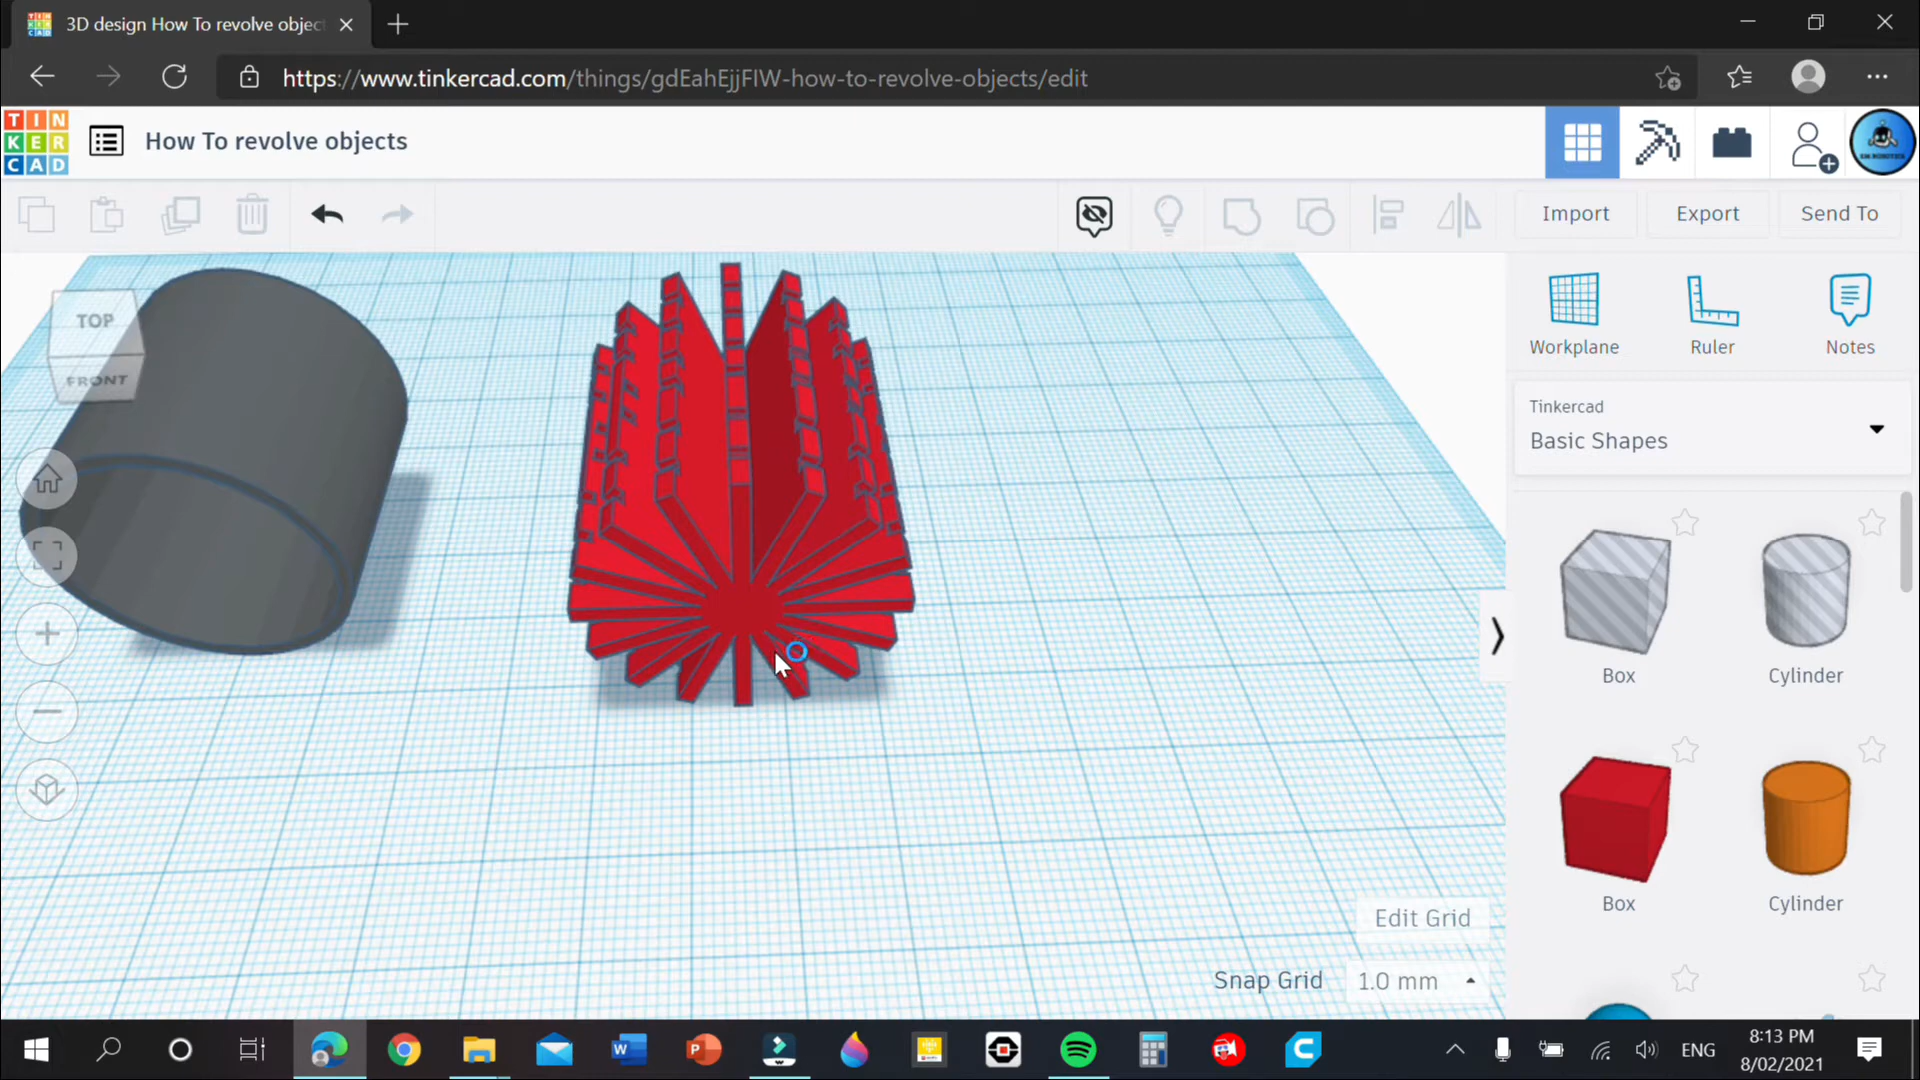 3D design How To revolve objec
https://www.tinkercad.com/things/gdEahEjjFIW-how-to-revolve-objects/edit
TIN
KER
CAD
How To revolve objects
Import
Export
Send To
TOP
FRONT
Workplane
Ruler
Notes
Tinkercad
Basic Shapes
Box
Cylinder
Box
Cylinder
Edit Grid
Snap Grid
1.0 mm
ENG
8:13 PM
8/02/2021